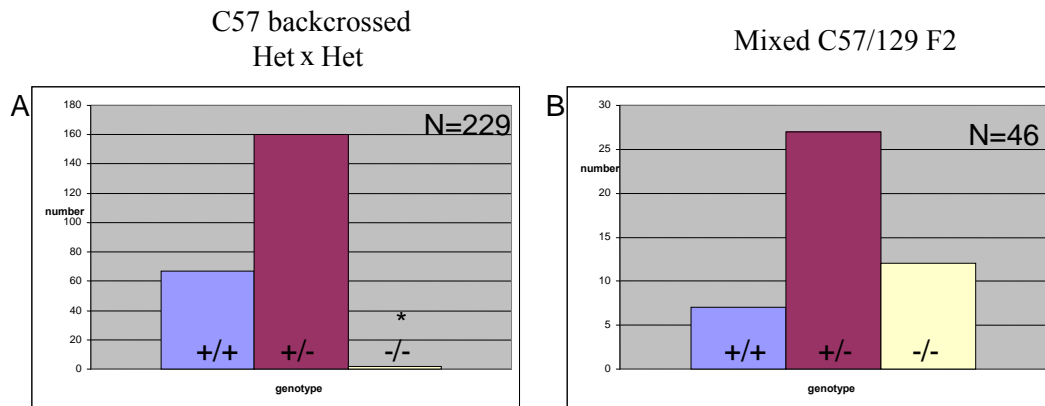 C57 backcrossed
Het x Het
A
N=229
180
160
140
120
100
80
60
40
20
0
number
*
+/+ +/- -/-
genotype
Mixed C57/129 F2
B
N=46
30
25
20
15
10
5
0
number
+/+ +/- -/-
genotype